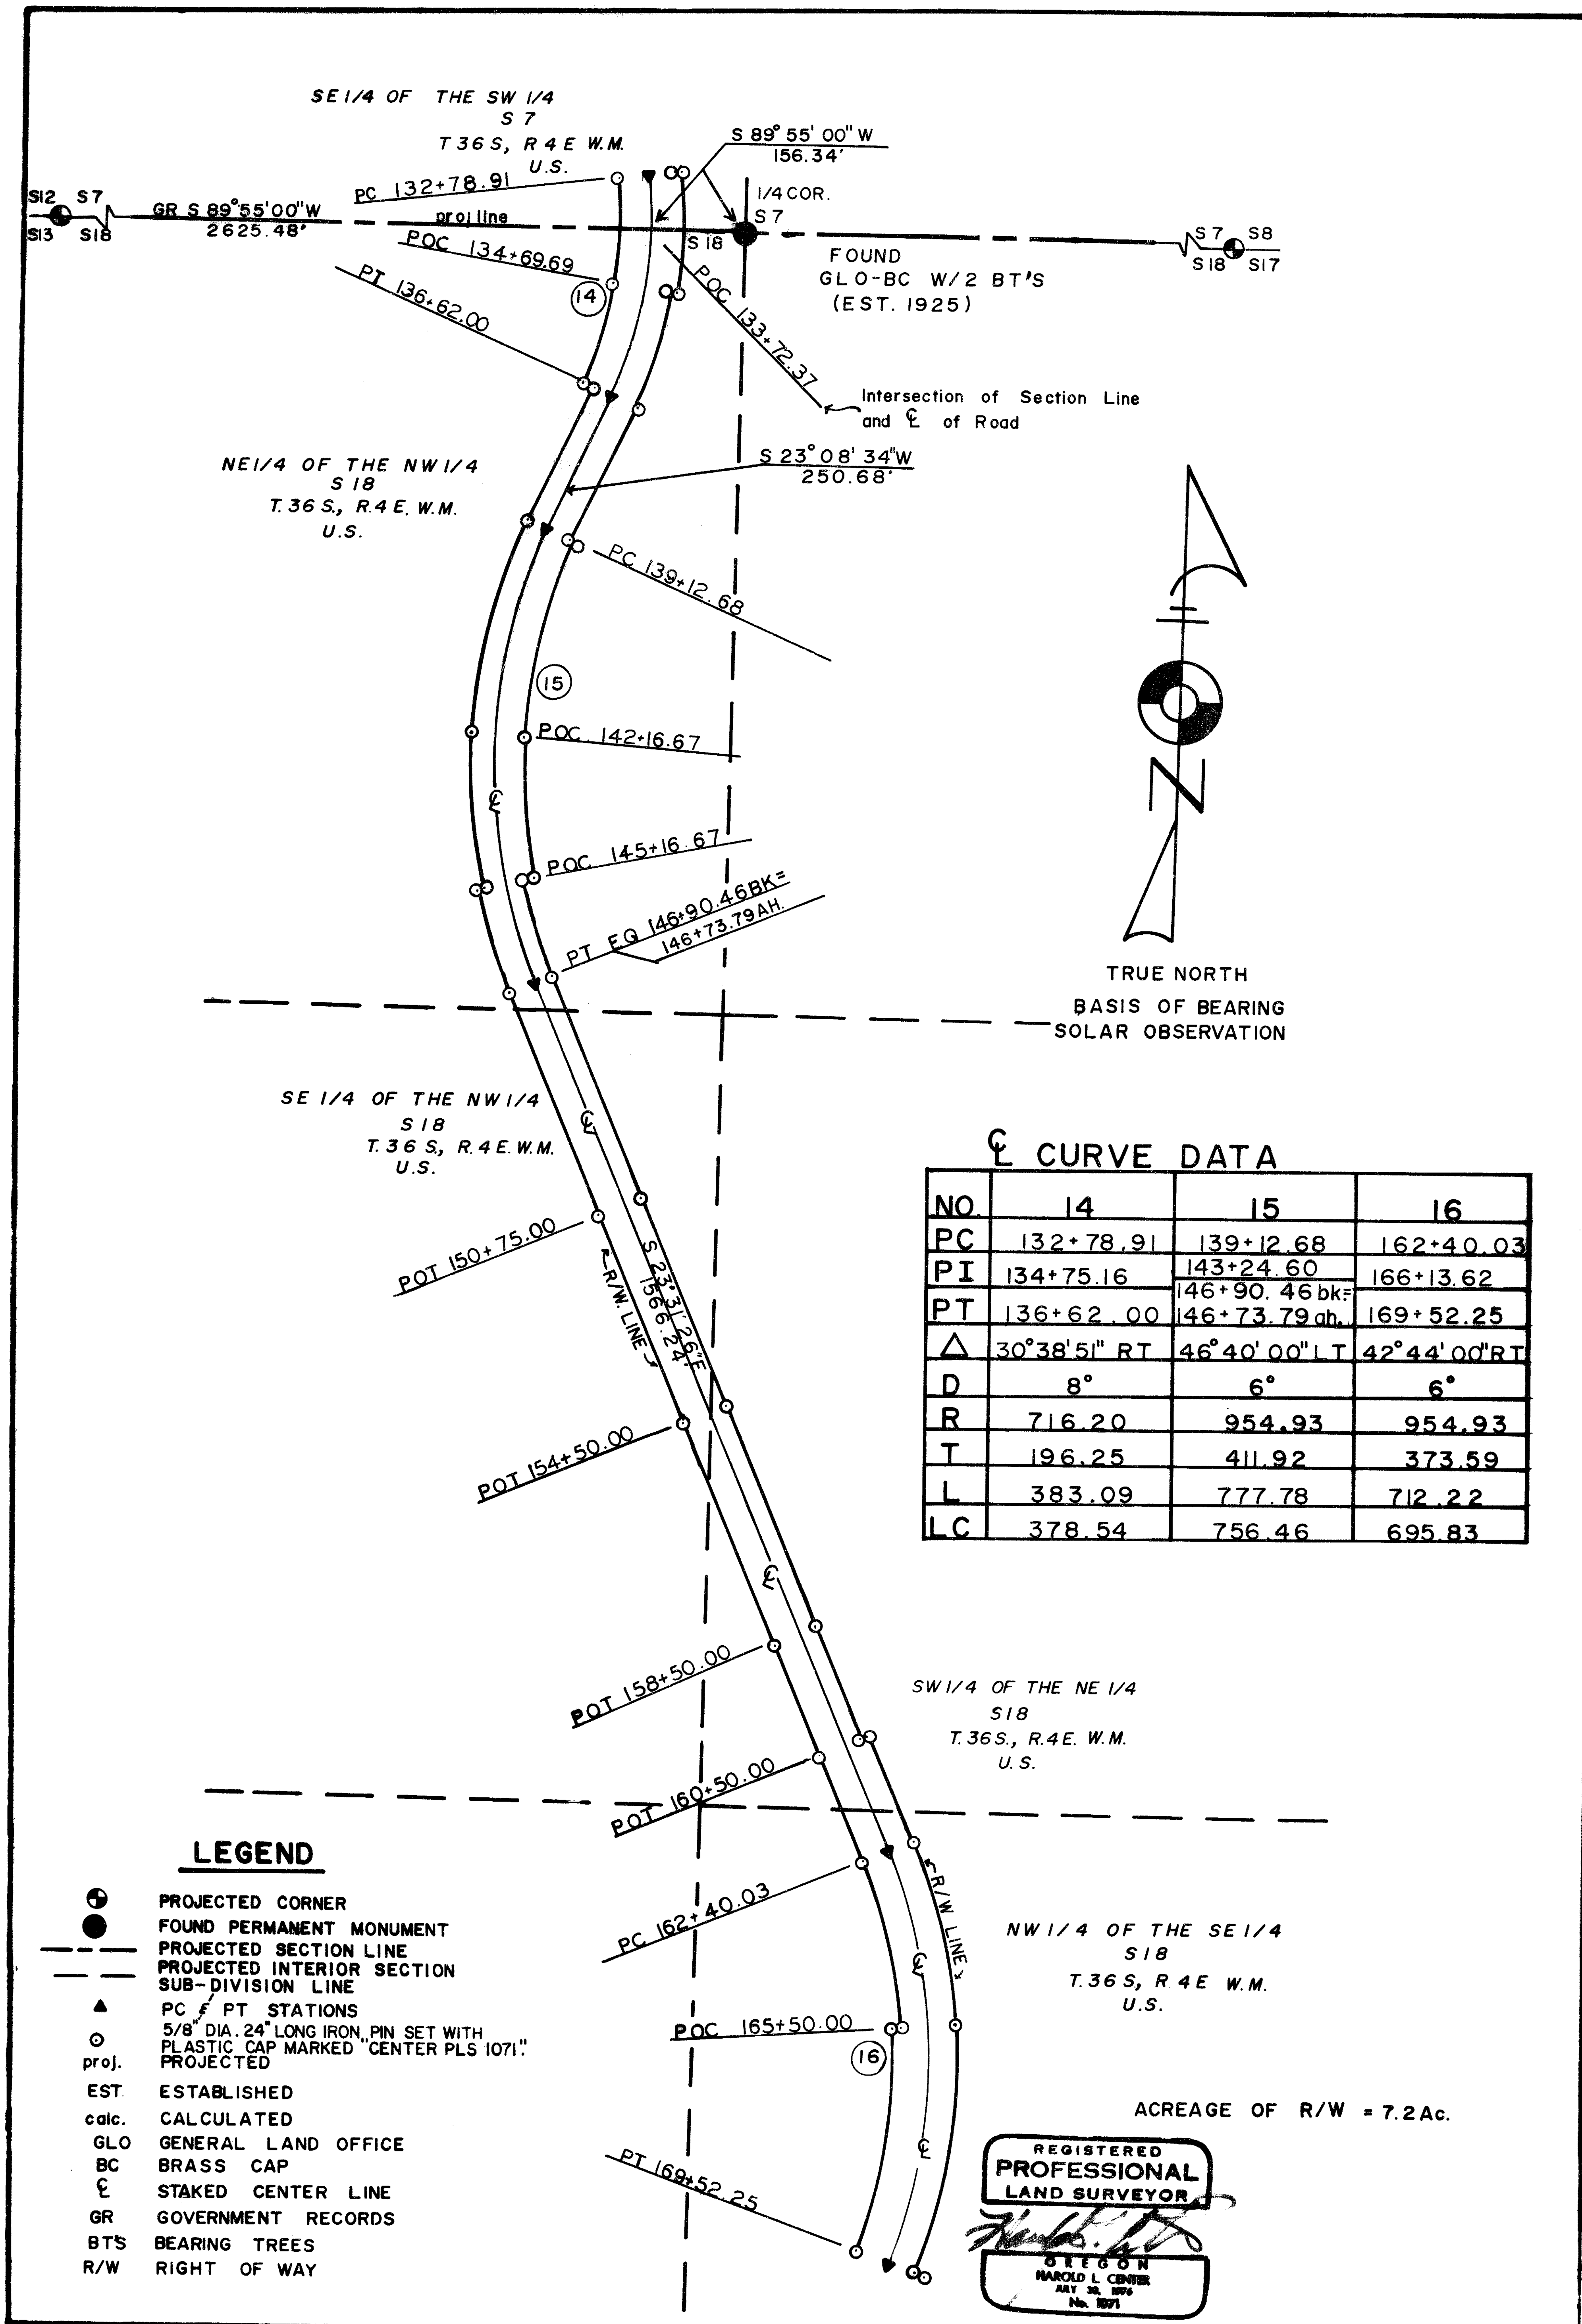 SE 1/4 OF THE SW 1/4
S 7
T 36 S, R 4 E W.M.
U.S.
S 89° 55' 00" W
156.34'
PC 132+78.91
S12 S7
S13 S18
GR S 89°55'00"W
2625.48'
proj line
1/4 COR.
S 7
S 18
S 7 S 8
S 18 S 17
POC 134+69.69
14
PI 136+62.00
FOUND
GLO-BC W/2 BT'S
(EST. 1925)
POC 133+72.37
Intersection of Section Line
and ℄ of Road
NE 1/4 OF THE NW 1/4
S 18
T. 36 S., R. 4 E. W.M.
U.S.
S 23° 08' 34"W
250.68'
PC 139+12.68
15
POC 142+16.67
℄
POC 145+16.67
PT EQ 146+90.46 BK=
146+73.79 AH.
N
TRUE NORTH
BASIS OF BEARING
SOLAR OBSERVATION
SE 1/4 OF THE NW 1/4
S 18
T. 36 S., R. 4 E. W.M.
U.S.
℄
POT 150+75.00
R/W. LINE
S 23° 31' 26"E
1566.24'
POT 154+50.00
℄ CURVE DATA
NO. 14 15 16
PC 132+78.91 139+12.68 162+40.03
PI 134+75.16 143+24.60 166+13.62
PT 136+62.00 146+90.46 bk=
146+73.79 ah. 169+52.25
△ 30°38'51" RT 46°40'00" LT 42°44'00" RT
D 8° 6° 6°
R 716.20 954.93 954.93
T 196.25 411.92 373.59
L 383.09 777.78 712.22
LC 378.54 756.46 695.83
℄
POT 158+50.00
SW 1/4 OF THE NE 1/4
S 18
T. 36 S., R. 4 E. W.M.
U.S.
POT 160+50.00
PC 162+40.03
R/W LINE
℄
NW 1/4 OF THE SE 1/4
S 18
T. 36 S, R 4 E W.M.
U.S.
POC 165+50.00
16
℄
PT 169+52.25
LEGEND
PROJECTED CORNER
FOUND PERMANENT MONUMENT
PROJECTED SECTION LINE
PROJECTED INTERIOR SECTION
SUB-DIVISION LINE
PC & PT STATIONS
5/8" DIA. 24" LONG IRON PIN SET WITH
PLASTIC CAP MARKED "CENTER PLS 1071".
proj. PROJECTED
EST. ESTABLISHED
calc. CALCULATED
GLO GENERAL LAND OFFICE
BC BRASS CAP
℄ STAKED CENTER LINE
GR GOVERNMENT RECORDS
BT'S BEARING TREES
R/W RIGHT OF WAY
ACREAGE OF R/W = 7.2 Ac.
REGISTERED
PROFESSIONAL
LAND SURVEYOR
OREGON
HAROLD L CENTER
No. 1071